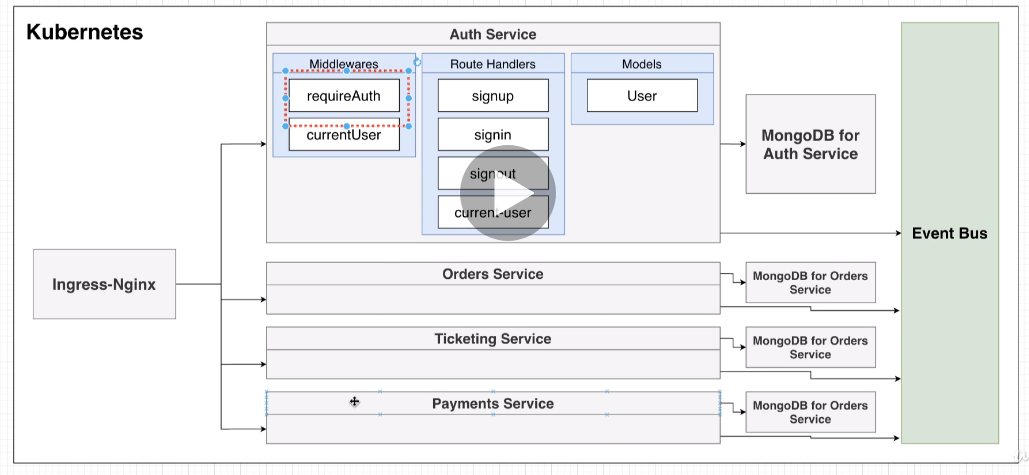 Kubernetes
Auth Service
Middlewares
requireAuth
currentUser
Route Handlers
signup
signin
signout
current-user
Models
User
MongoDB for
Auth Service
Event Bus
Ingress-Nginx
Orders Service
MongoDB for Orders
Service
Ticketing Service
MongoDB for Orders
Service
Payments Service
MongoDB for Orders
Service